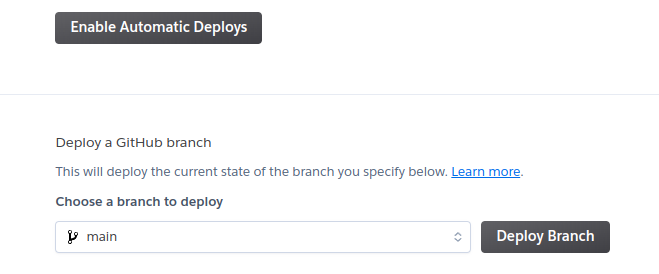 Enable Automatic Deploys
Deploy a GitHub branch
This will deploy the current state of the branch you specify below. Learn more.
Choose a branch to deploy
main
Deploy Branch